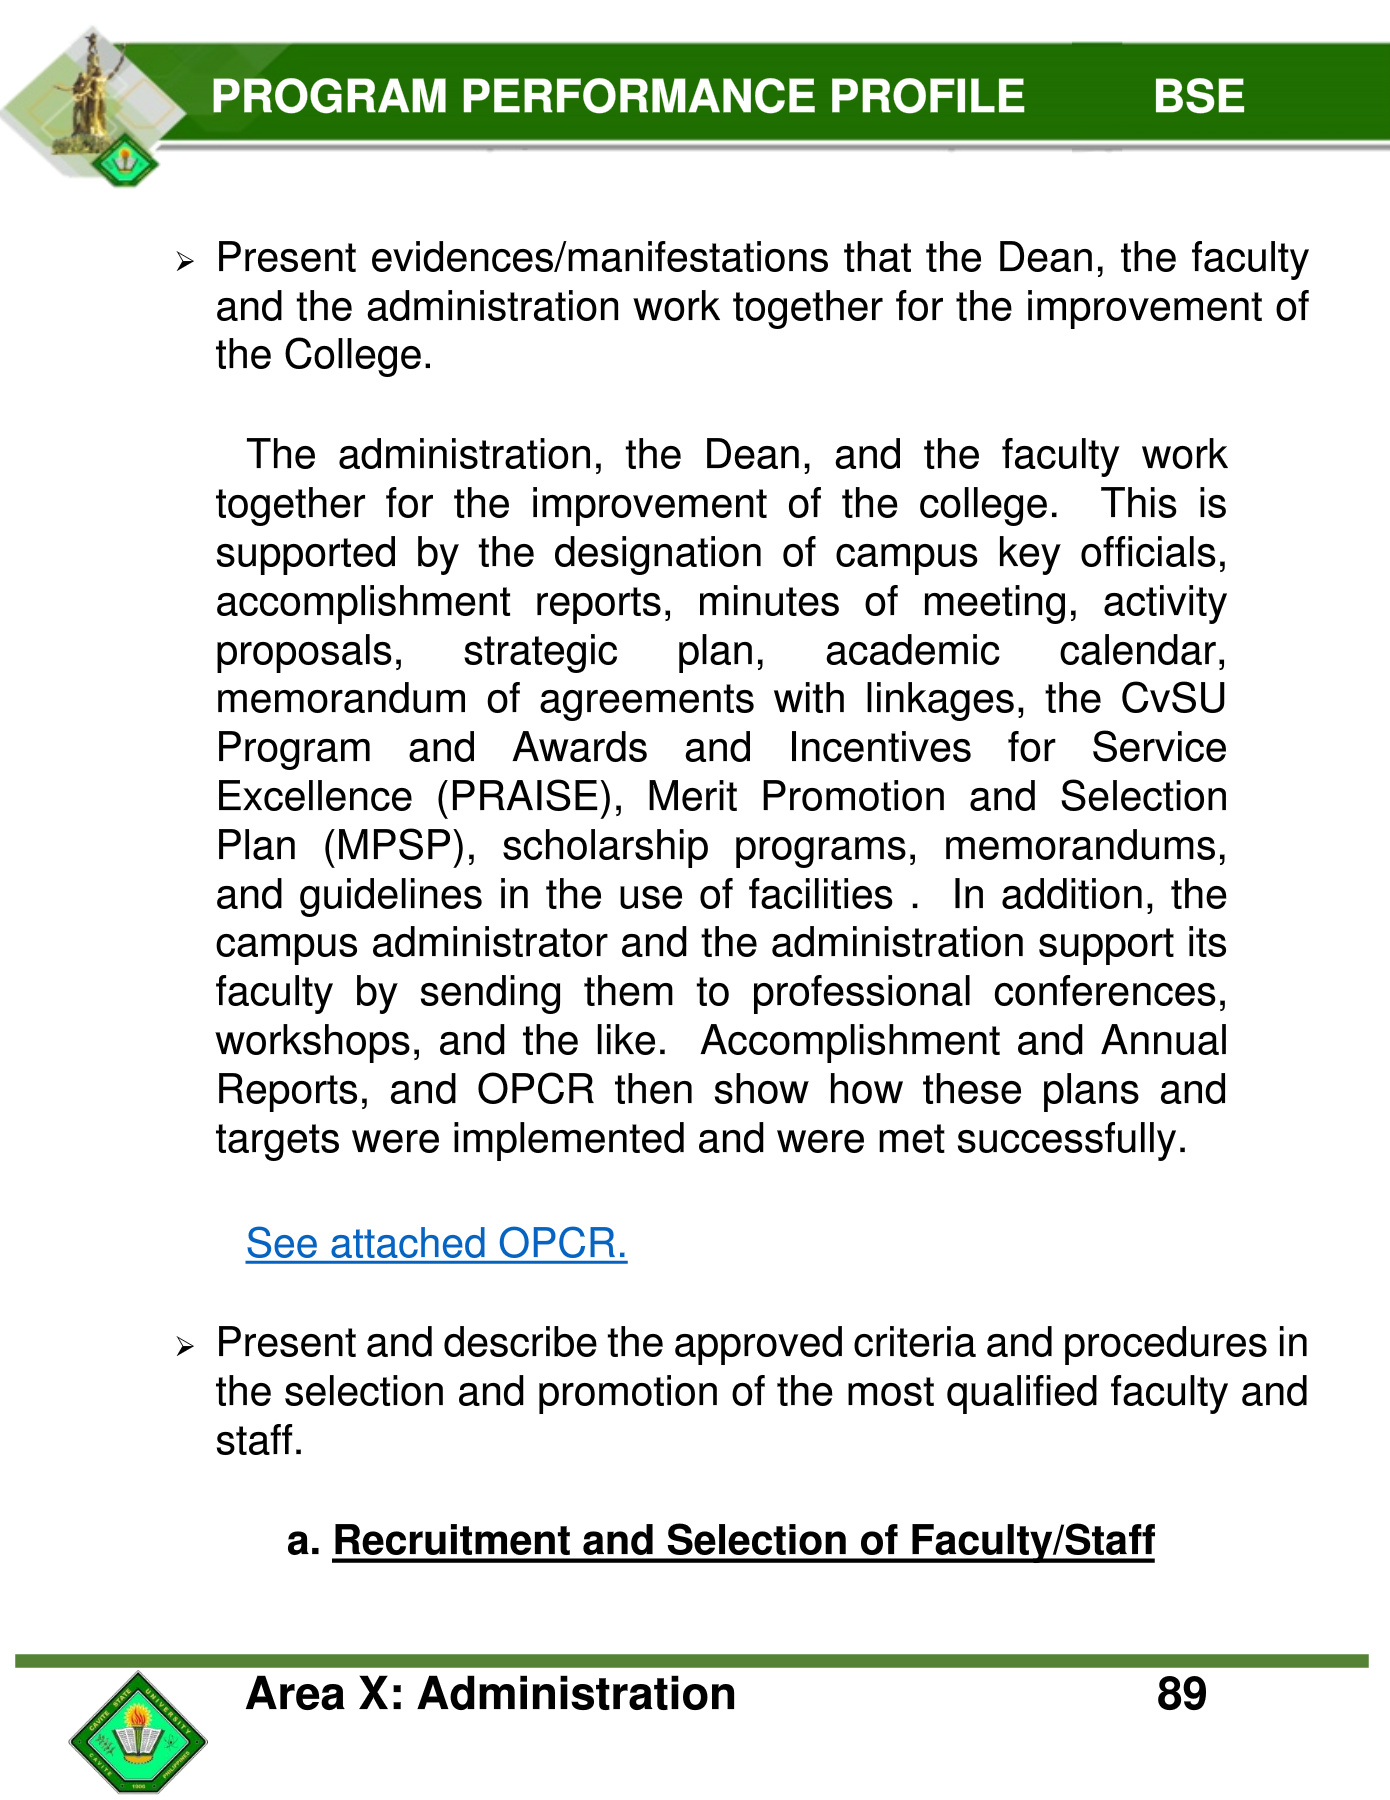 PROGRAM PERFORMANCE PROFILE BSE
➢ Present evidences/manifestations that the Dean, the faculty
and the administration work together for the improvement of
the College.
The administration, the Dean, and the faculty work
together for the improvement of the college. This is
supported by the designation of campus key officials,
accomplishment reports, minutes of meeting, activity
proposals, strategic plan, academic calendar,
memorandum of agreements with linkages, the CvSU
Program and Awards and Incentives for Service
Excellence (PRAISE), Merit Promotion and Selection
Plan (MPSP), scholarship programs, memorandums,
and guidelines in the use of facilities . In addition, the
campus administrator and the administration support its
faculty by sending them to professional conferences,
workshops, and the like. Accomplishment and Annual
Reports, and OPCR then show how these plans and
targets were implemented and were met successfully.
See attached OPCR.
➢ Present and describe the approved criteria and procedures in
the selection and promotion of the most qualified faculty and
staff.
a. Recruitment and Selection of Faculty/Staff
Area X: Administration 89
CAVITE STATE UNIVERSITY
CAVITE PHILIPPINES
1906